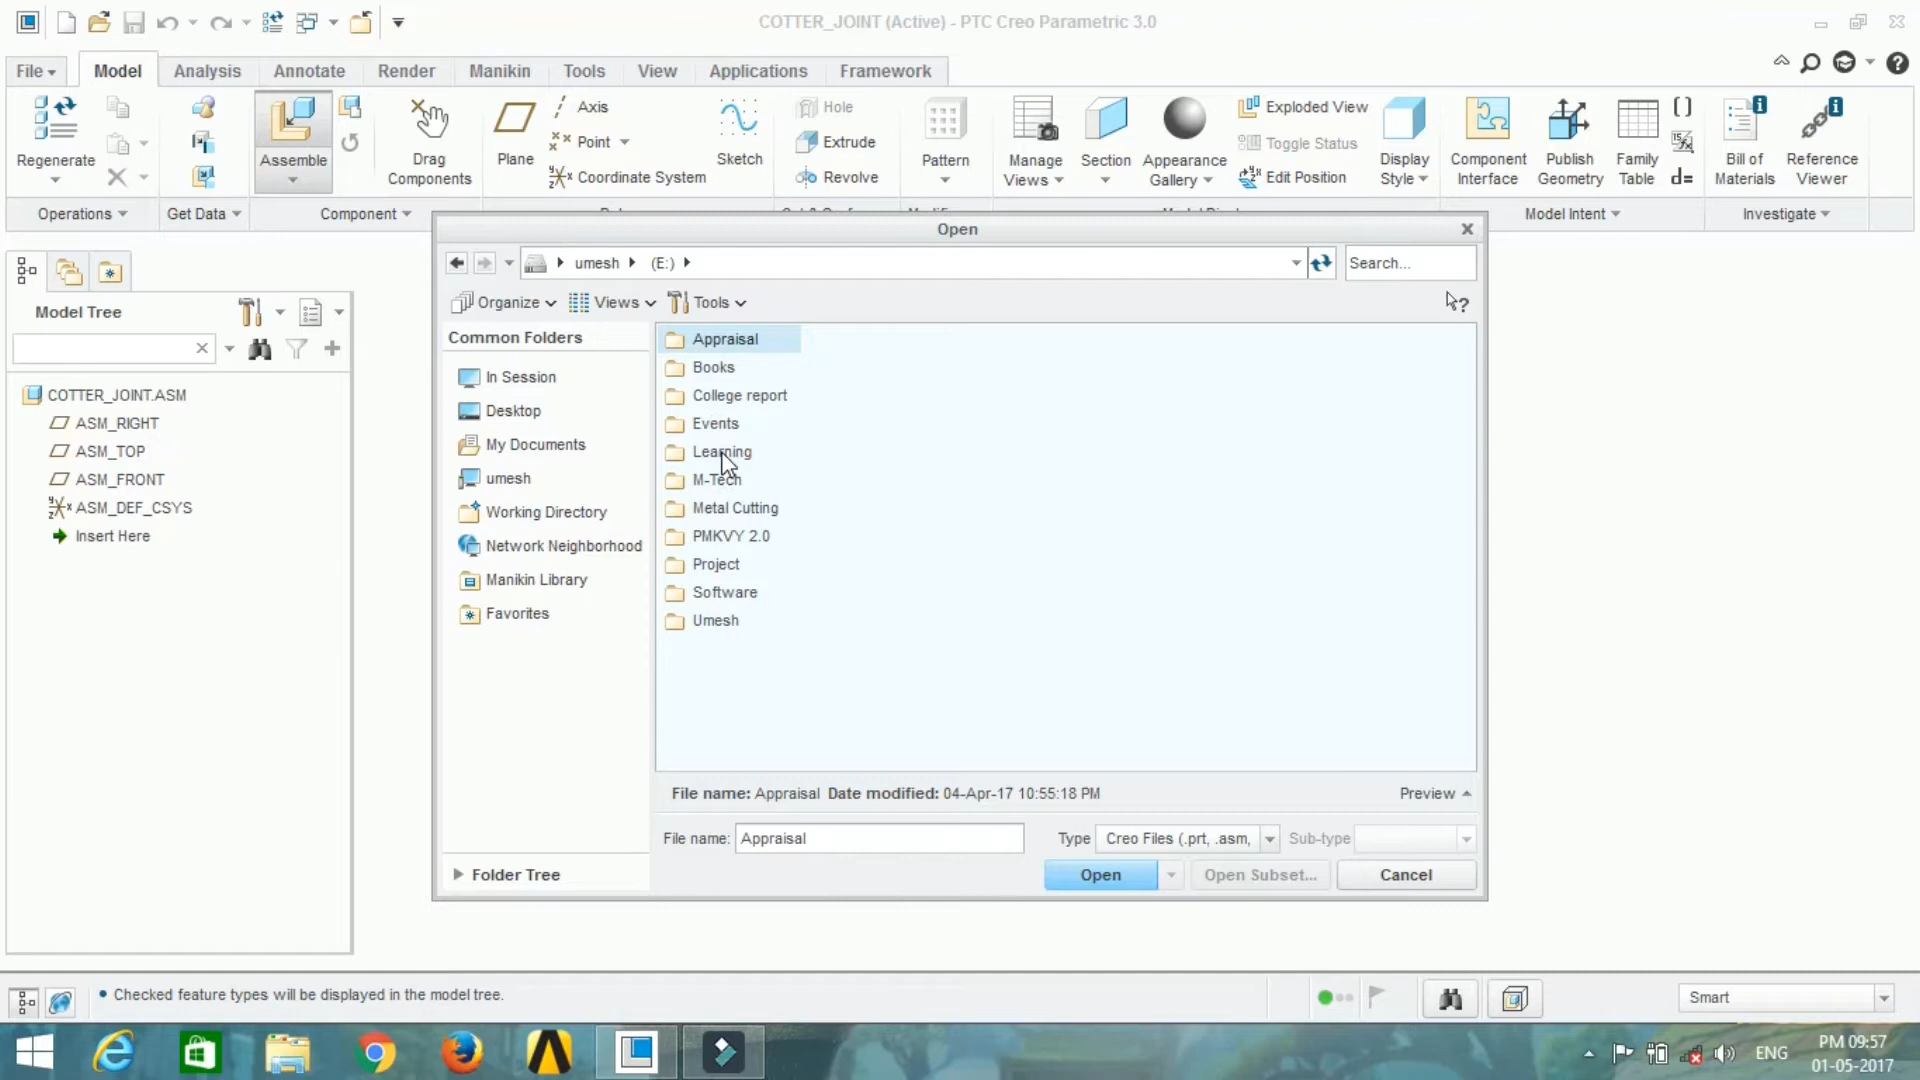 COTTER_JOINT (Active) - PTC Creo Parametric 3.0
File Model Analysis Annotate Render Manikin Tools View Applications Framework
Regenerate
Assemble
Drag
Components
Plane
Axis
Point
Coordinate System
Sketch
Hole
Extrude
Revolve
Pattern
Manage
Views
Section
Appearance
Gallery
Exploded View
Toggle Status
Edit Position
Display
Style
Component
Interface
Publish
Geometry
Family
Table
Bill of
Materials
Reference
Viewer
Operations Get Data Component Model Intent Investigate
Open
umesh (E:) Search...
Organize Views Tools
Model Tree
COTTER_JOINT.ASM
ASM_RIGHT
ASM_TOP
ASM_FRONT
ASM_DEF_CSYS
Insert Here
Common Folders
In Session
Desktop
My Documents
umesh
Working Directory
Network Neighborhood
Manikin Library
Favorites
Folder Tree
Appraisal
Books
College report
Events
Learning
M-Tech
Metal Cutting
PMKVY 2.0
Project
Software
Umesh
File name: Appraisal Date modified: 04-Apr-17 10:55:18 PM Preview
File name: Appraisal Type Creo Files (.prt, .asm, Sub-type
Open Open Subset... Cancel
Checked feature types will be displayed in the model tree.
Smart
ENG
PM 09:57
01-05-2017